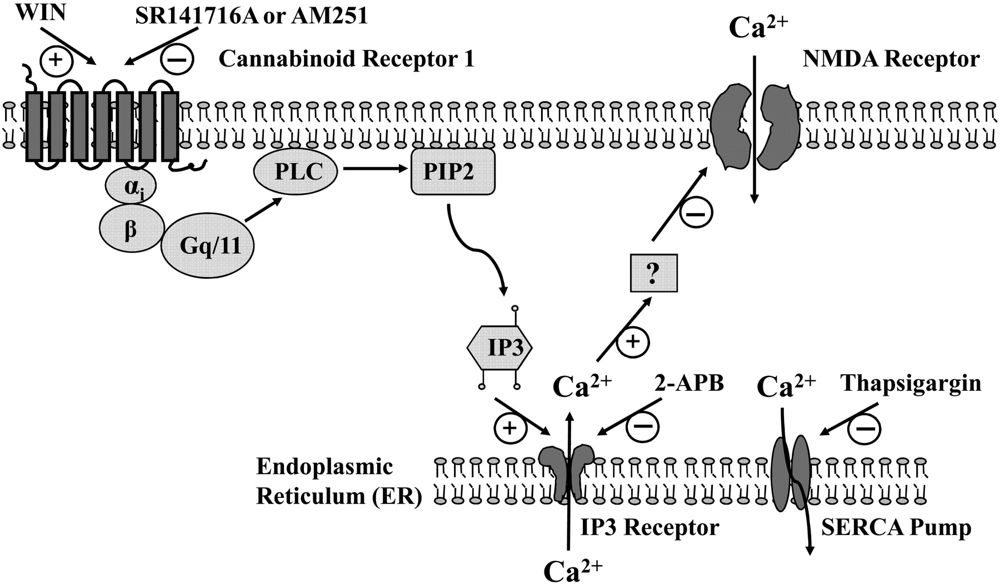 WIN
SR141716A or AM251
+
−
Cannabinoid Receptor 1
Ca²⁺
NMDA Receptor
αi
β
Gq/11
PLC
PIP2
−
?
+
IP3
Ca²⁺
2-APB
Ca²⁺
Thapsigargin
+
−
−
Endoplasmic
Reticulum (ER)
IP3 Receptor
SERCA Pump
Ca²⁺